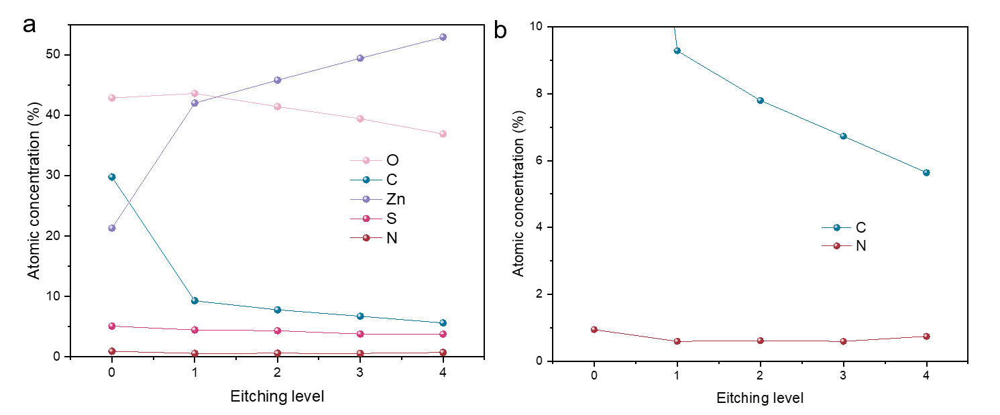 a
50
40
30
20
10
0
Atomic concentration (%)
0 1 2 3 4
Eitching level
O
C
Zn
S
N
b
10
8
6
4
2
0
Atomic concentration (%)
0 1 2 3 4
Eitching level
C
N